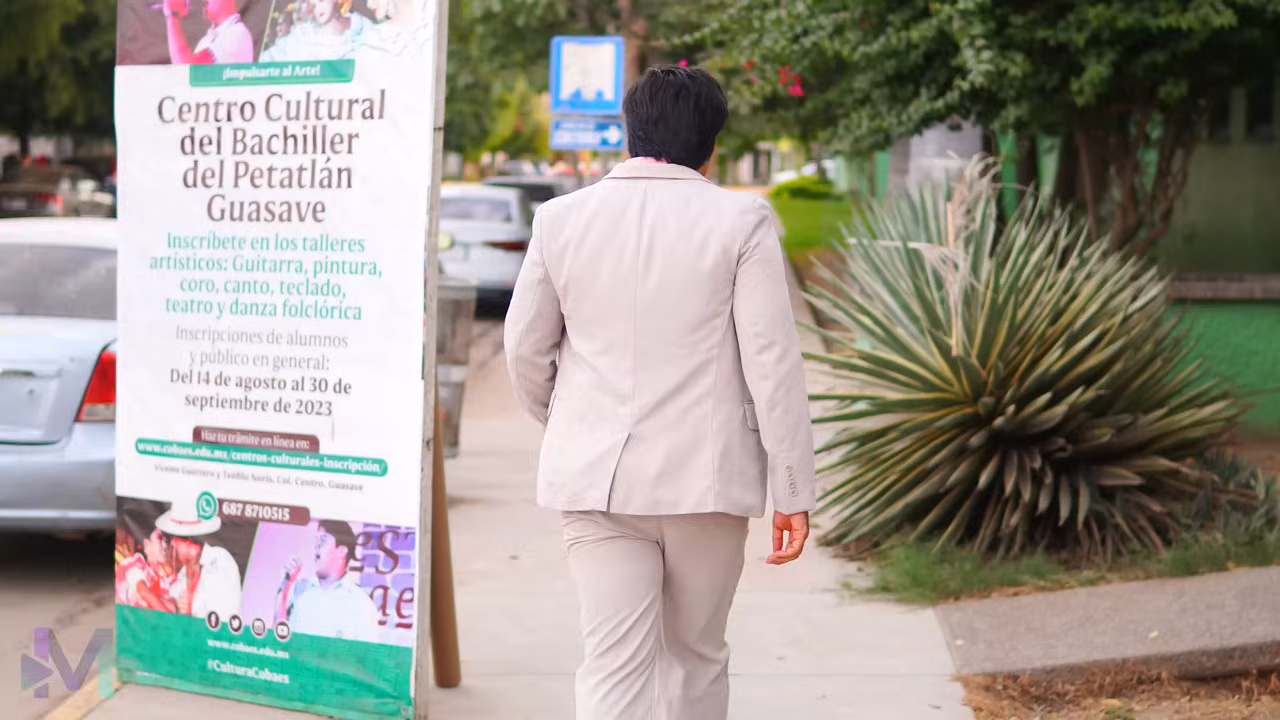 ¡Impulsarte al Arte!
Centro Cultural
del Bachiller
del Petatlán
Guasave
Inscríbete en los talleres
artísticos: Guitarra, pintura,
coro, canto, teclado,
teatro y danza folclórica
Inscripciones de alumnos
y público en general:
Del 14 de agosto al 30 de
septiembre de 2023
Haz tu trámite en línea en:
www.cobaes.edu.mx/centros-culturales-inscripción/
Vicente Guerrero y Teófilo Noris, Col. Centro, Guasave
687 8710515
es
ae
www.cobaes.edu.mx
#CulturaCobaes
M